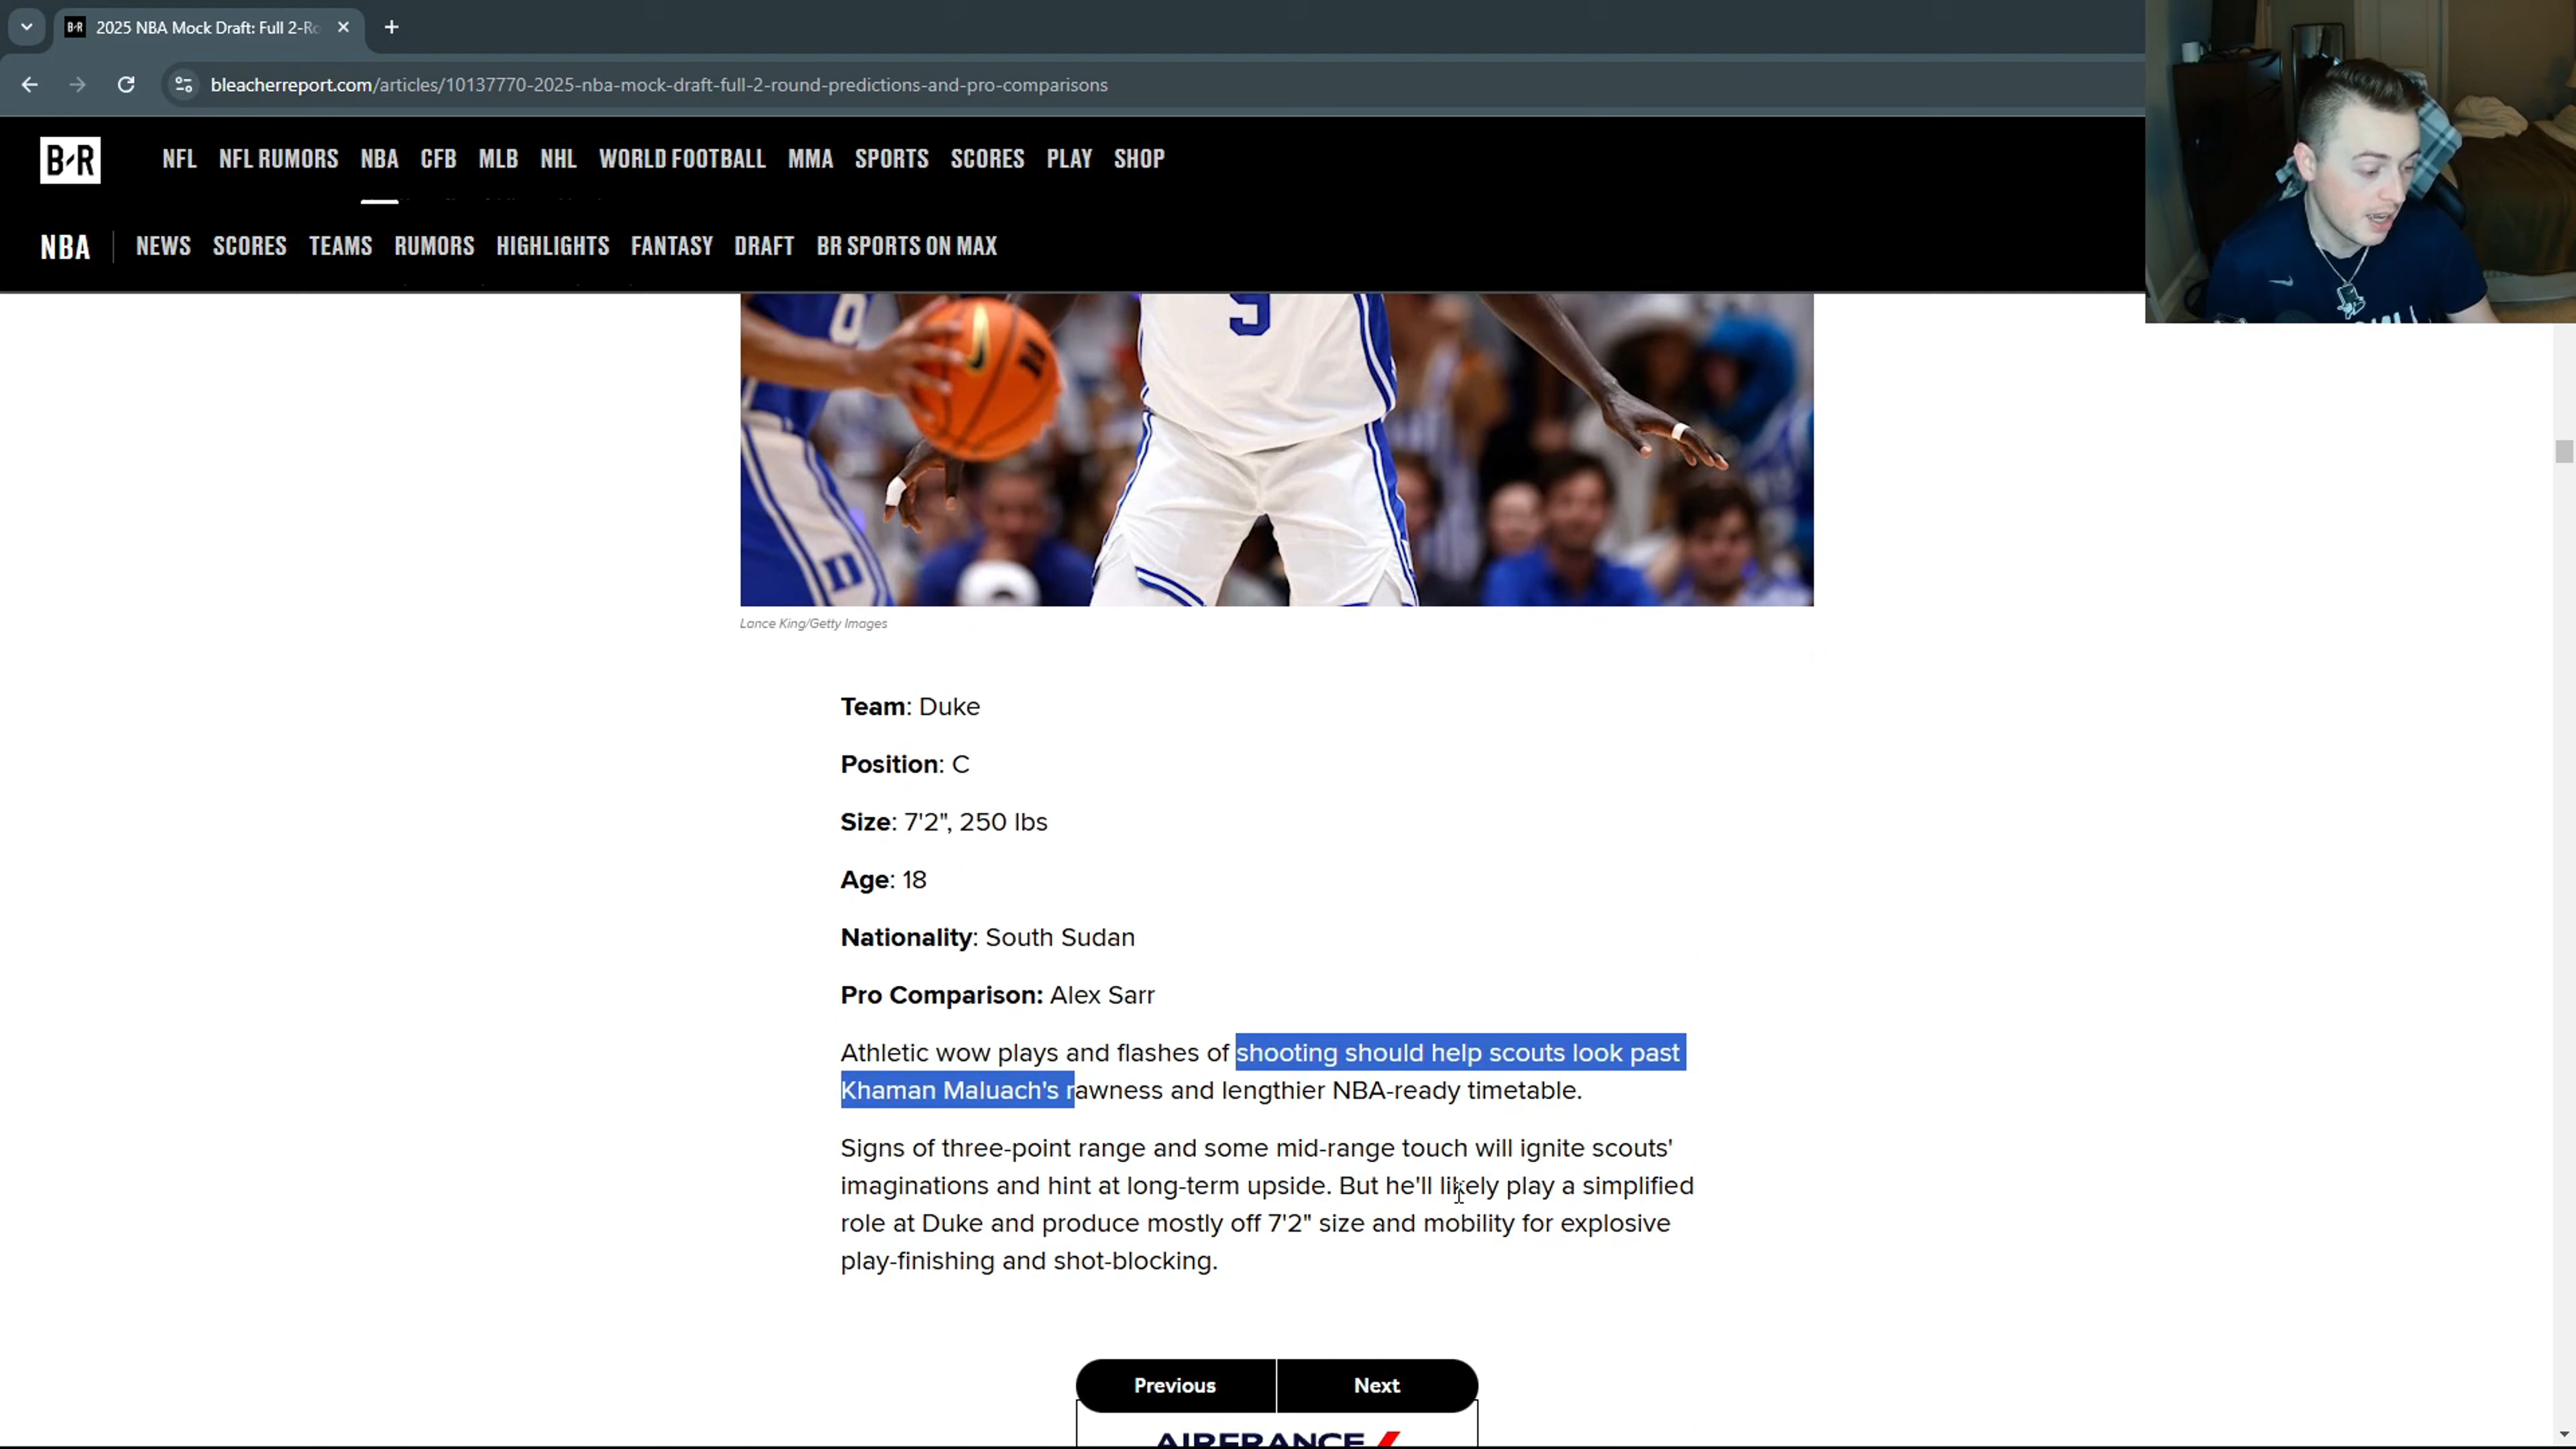 B-R
2025 NBA Mock Draft: Full 2-Ro
bleacherreport.com/articles/10137770-2025-nba-mock-draft-full-2-round-predictions-and-pro-comparisons
B-R
NFL NFL RUMORS NBA CFB MLB NHL WORLD FOOTBALL MMA SPORTS SCORES PLAY SHOP
NBA NEWS SCORES TEAMS RUMORS HIGHLIGHTS FANTASY DRAFT BR SPORTS ON MAX
9
D
Lance King/Getty Images
Team: Duke
Position: C
Size: 7'2", 250 lbs
Age: 18
Nationality: South Sudan
Pro Comparison: Alex Sarr
Athletic wow plays and flashes of shooting should help scouts look past
Khaman Maluach's rawness and lengthier NBA-ready timetable.
Signs of three-point range and some mid-range touch will ignite scouts'
imaginations and hint at long-term upside. But he'll likely play a simplified
role at Duke and produce mostly off 7'2" size and mobility for explosive
play-finishing and shot-blocking.
Previous Next
AIRFRANCE